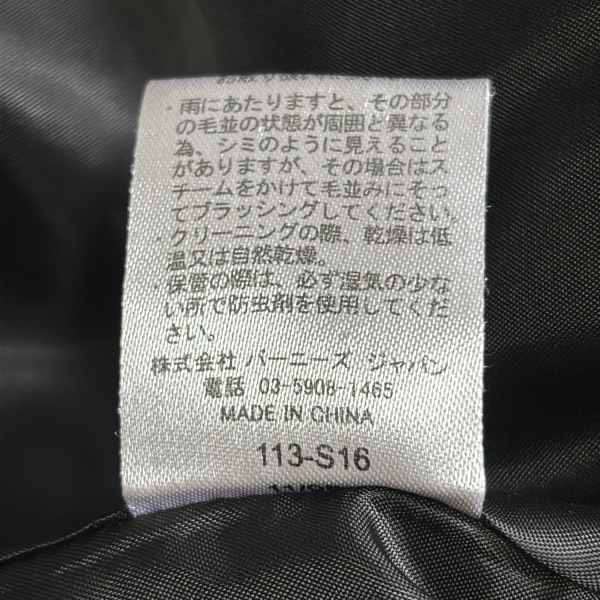 ・雨にあたりますと、その部分
の毛並の状態が周囲と異なる
為、シミのように見えること
がありますが、その場合はス
チームをかけて毛並みにそっ
てブラッシングしてください。
・クリーニングの際、乾燥は低
温又は自然乾燥。
・保管の際は、必ず湿気の少な
い所で防虫剤を使用してくだ
さい。
株式会社 バーニーズ ジャパン
電話 03-5908-1465
MADE IN CHINA
113-S16